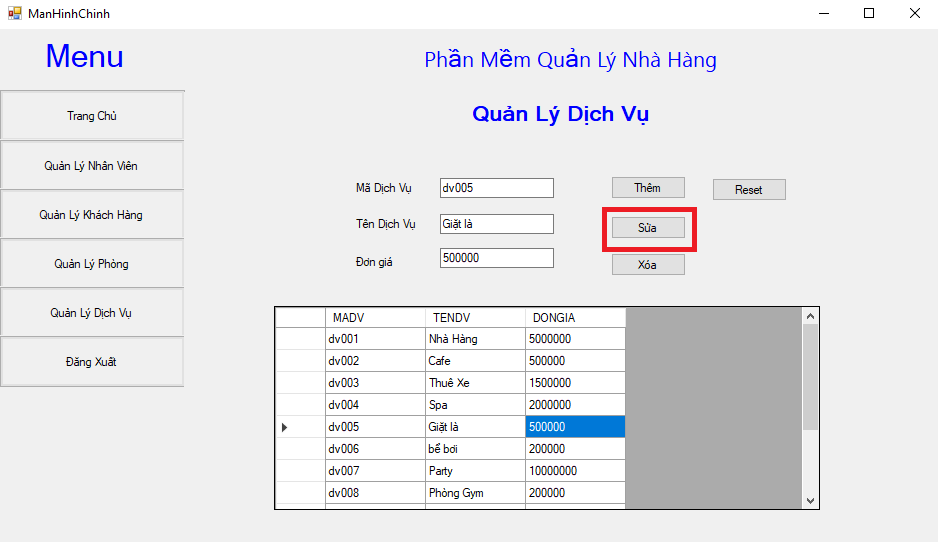 ManHinhChinh
Menu
Phần Mềm Quản Lý Nhà Hàng
Quản Lý Dịch Vụ
Trang Chủ
Quản Lý Nhân Viên
Quản Lý Khách Hàng
Quản Lý Phòng
Quản Lý Dịch Vụ
Đăng Xuất
Mã Dịch Vụ dv005 Thêm Reset
Tên Dịch Vụ Giặt là Sửa
Đơn giá 500000 Xóa
MADV TENDV DONGIA
dv001 Nhà Hàng 5000000
dv002 Cafe 500000
dv003 Thuê Xe 1500000
dv004 Spa 2000000
dv005 Giặt là 500000
dv006 bể bơi 200000
dv007 Party 10000000
dv008 Phòng Gym 200000